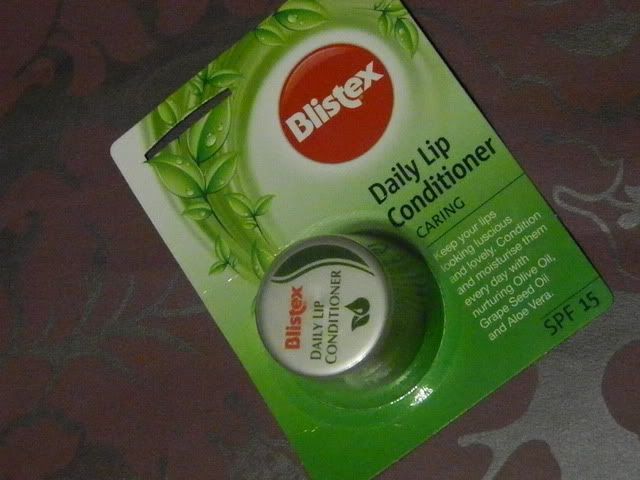 Blistex
Daily Lip
Conditioner
CARING
Keep your lips
looking luscious
and lovely. Condition
and moisturise them
every day with
nurturing Olive Oil,
Grape Seed Oil
and Aloe Vera.
SPF 15
Blistex
DAILY LIP
CONDITIONER